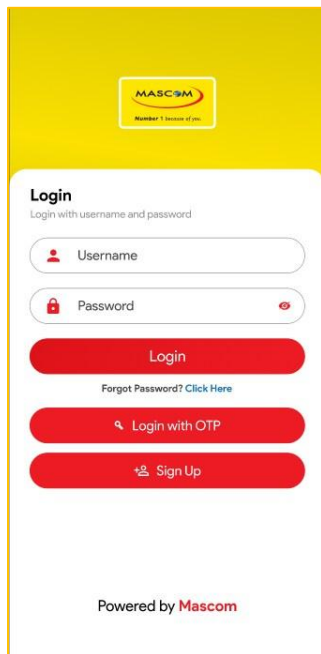 MASCOM
Number 1 because of you.
Login
Login with username and password
Username
Password
Login
Forgot Password? Click Here
Login with OTP
Sign Up
Powered by Mascom